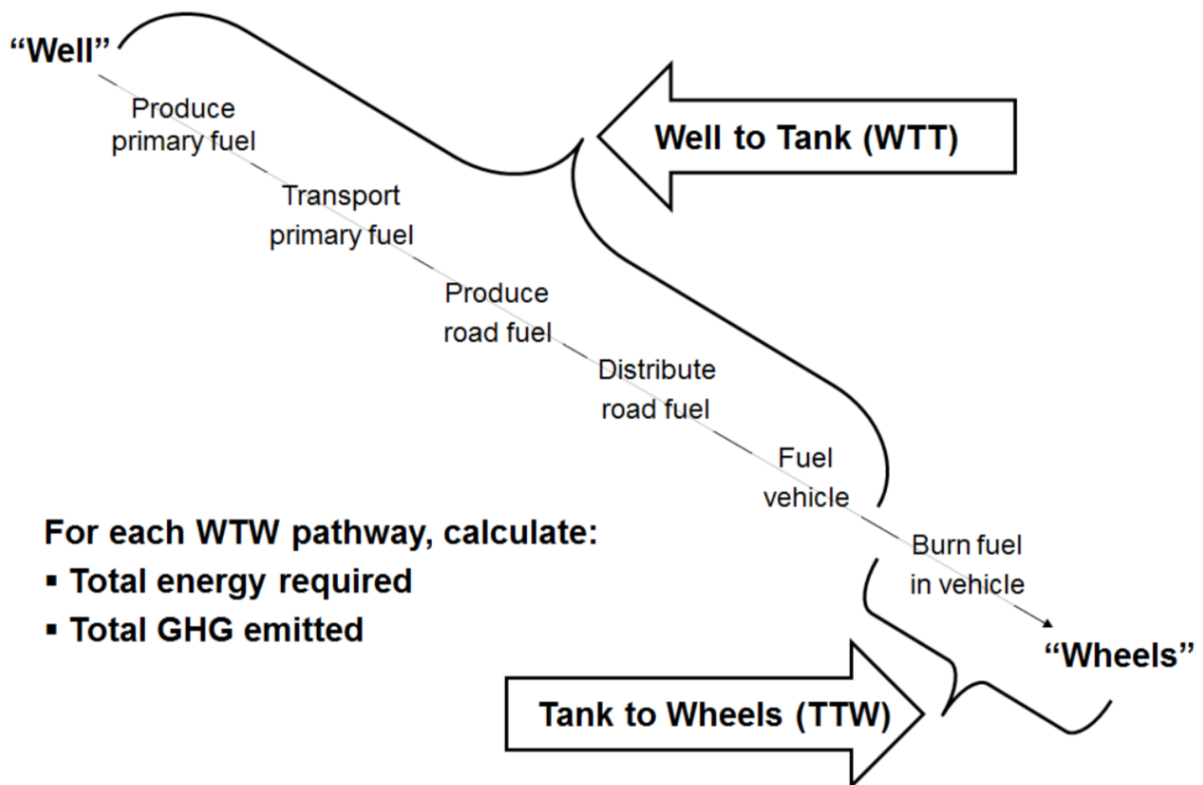 “Well”
Produce
primary fuel
Well to Tank (WTT)
Transport
primary fuel
Produce
road fuel
Distribute
road fuel
Fuel
vehicle
For each WTW pathway, calculate:
▪ Total energy required
▪ Total GHG emitted
Burn fuel
in vehicle
“Wheels”
Tank to Wheels (TTW)